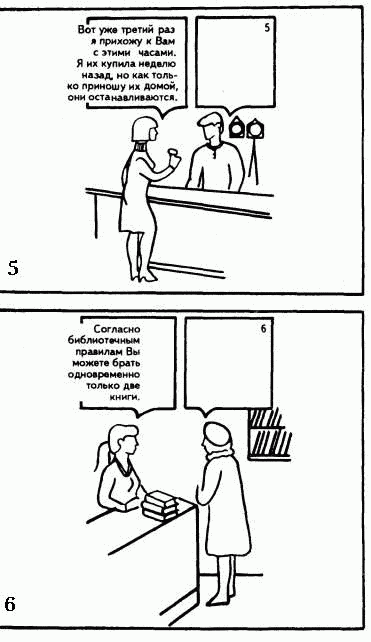 Вот уже третий раз
я прихожу к Вам
с этими часами.
Я их купила неделю
назад, но как толь-
ко приношу их домой,
они останавливаются.
5
5
Согласно
библиотечным
правилам Вы
можете брать
одновременно
только две
книги.
6
6